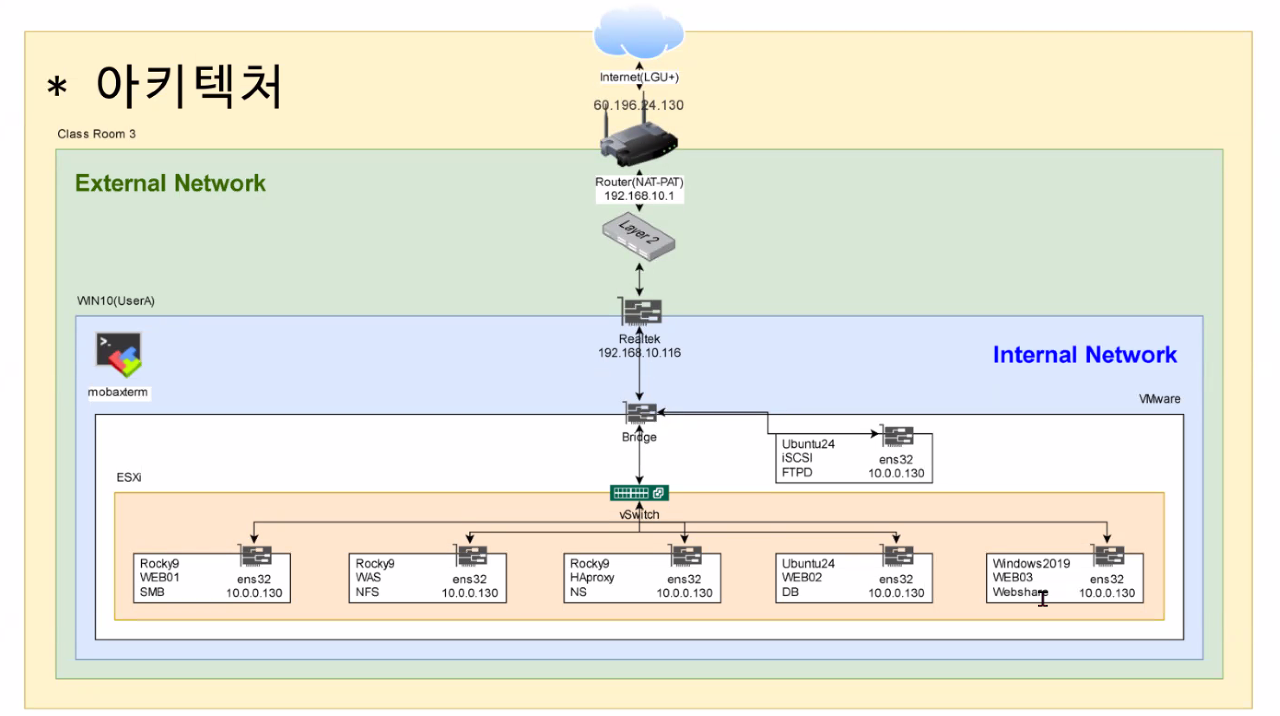 * 아키텍처
Internet(LGU+)
60.196.24.130
Class Room 3
External Network
Router(NAT-PAT)
192.168.10.1
Layer 2
WIN10(UserA)
Realtek
192.168.10.116
Internal Network
mobaxterm
VMware
Bridge
Ubuntu24
iSCSI
FTPD
ens32
10.0.0.130
ESXi
vSwitch
Rocky9
WEB01
SMB
ens32
10.0.0.130
Rocky9
WAS
NFS
ens32
10.0.0.130
Rocky9
HAproxy
NS
ens32
10.0.0.130
Ubuntu24
WEB02
DB
ens32
10.0.0.130
Windows2019
WEB03
Webshare
ens32
10.0.0.130